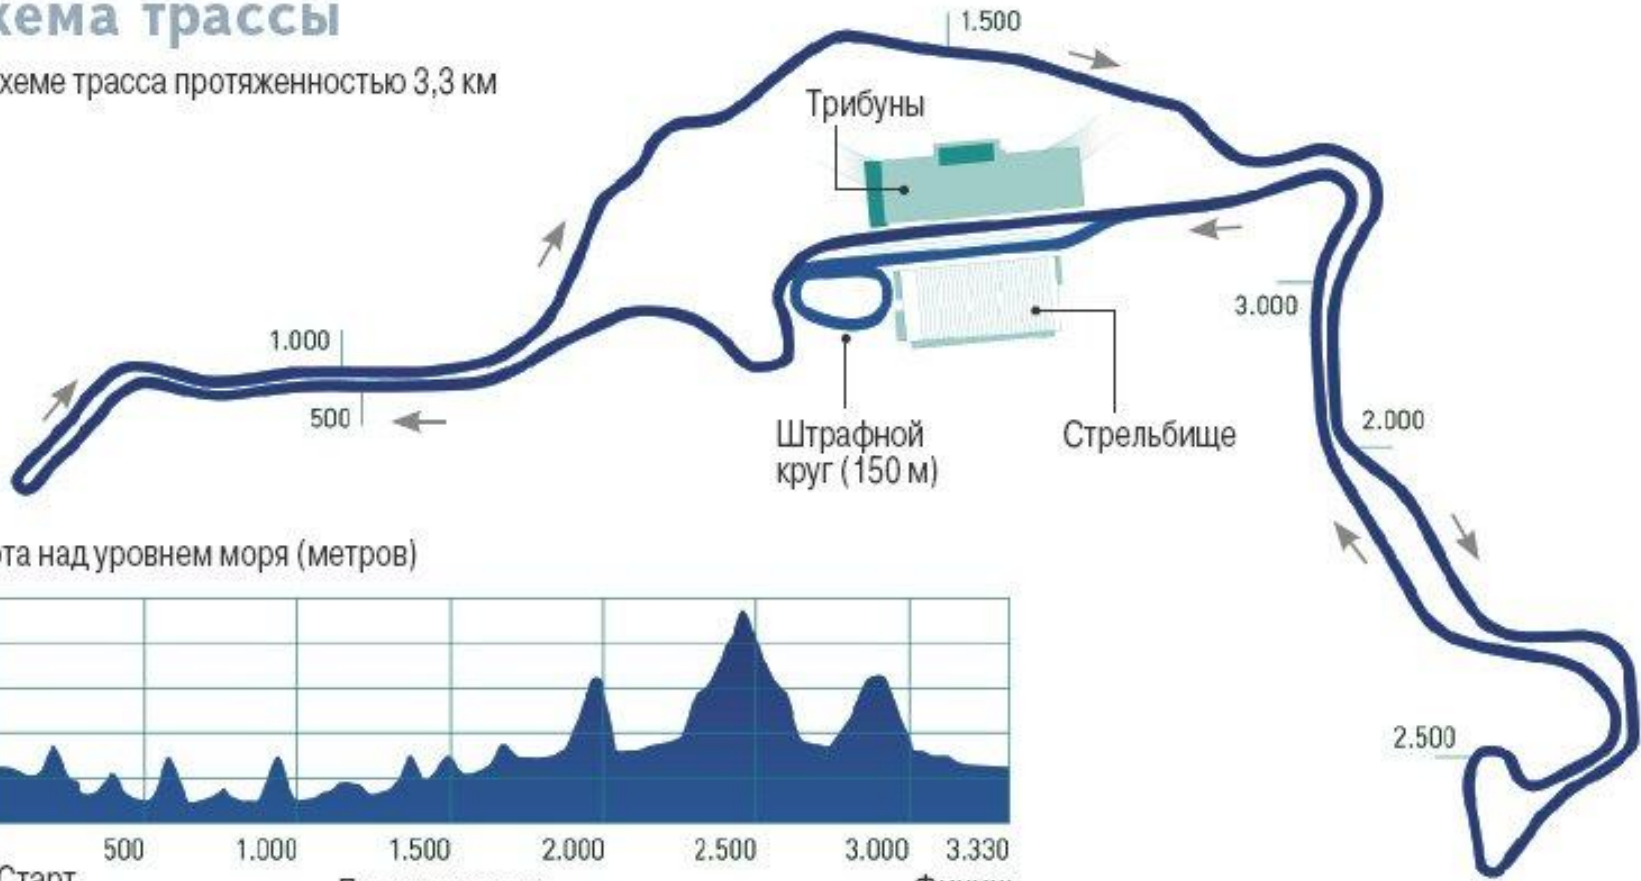 хема трассы
хеме трасса протяженностью 3,3 км
1.500
Трибуны
3.000
1.000
500
2.000
Штрафной
круг (150 м)
Стрельбище
2.500
ота над уровнем моря (метров)
500
1.000
1.500
2.000
2.500
3.000
3.330
Старт